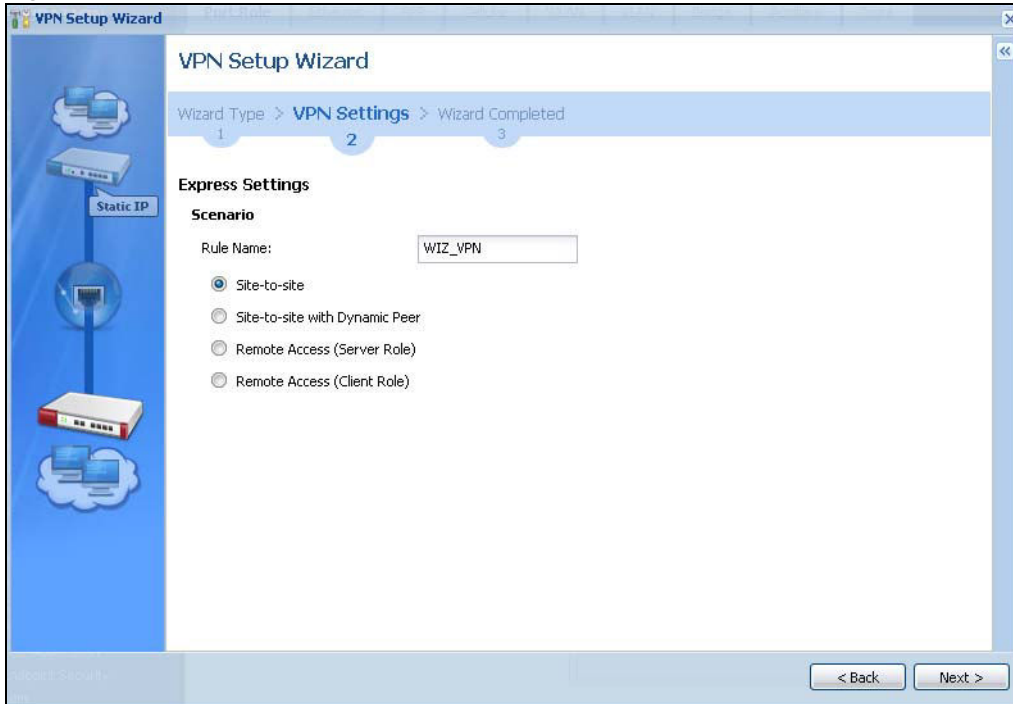 VPN Setup Wizard
VPN Setup Wizard
Wizard Type > VPN Settings > Wizard Completed
1 2 3
Static IP
Express Settings
Scenario
Rule Name: WIZ_VPN
Site-to-site
Site-to-site with Dynamic Peer
Remote Access (Server Role)
Remote Access (Client Role)
< Back Next >